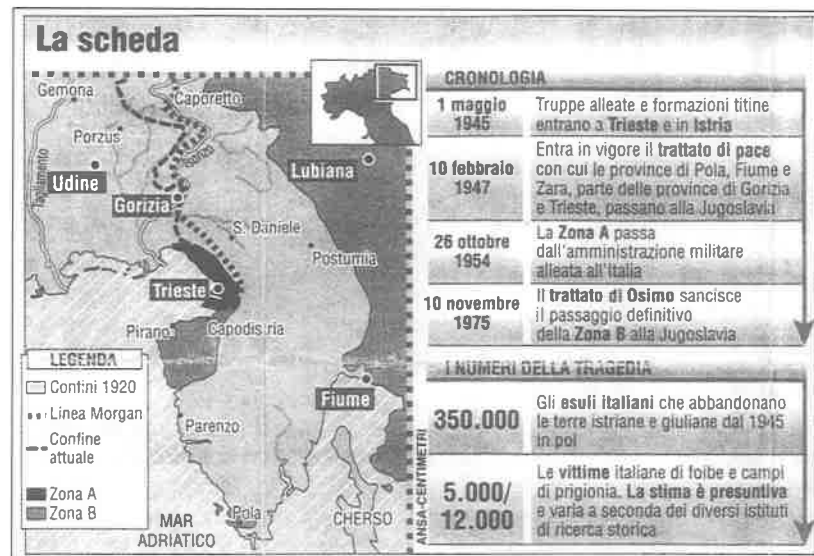 La scheda
Gemona
Caporetto
Porzus
Isonzo
Tagliamento
Udine
Gorizia
Lubiana
S. Daniele
Postumia
Trieste
Pirano
Capodistria
Fiume
Parenzo
Pola
CHERSO
MAR
ADRIATICO
LEGENDA
Confini 1920
Linea Morgan
Confine
attuale
Zona A
Zona B
CRONOLOGIA
1 maggio
1945
Truppe alleate e formazioni titine
entrano a Trieste e in Istria
10 febbraio
1947
Entra in vigore il trattato di pace
con cui le province di Pola, Fiume e
Zara, parte delle province di Gorizia
e Trieste, passano alla Jugoslavia
26 ottobre
1954
La Zona A passa
dall'amministrazione militare
alleata all'Italia
10 novembre
1975
Il trattato di Osimo sancisce
il passaggio definitivo
della Zona B alla Jugoslavia
I NUMERI DELLA TRAGEDIA
350.000
Gli esuli italiani che abbandonano
le terre istriane e giuliane dal 1945
in poi
5.000/
12.000
Le vittime italiane di foibe e campi
di prigionia. La stima è presuntiva
e varia a seconda dei diversi istituti
di ricerca storica
ANSA-CENTIMETRI